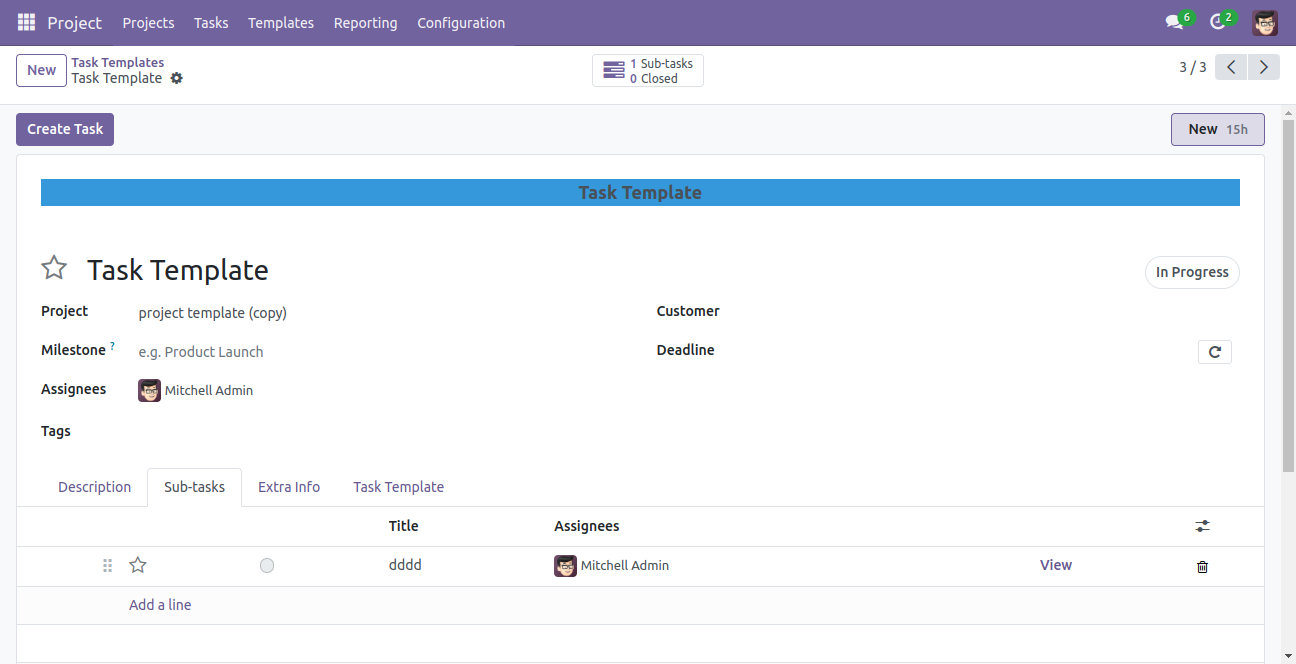 Project Projects Tasks Templates Reporting Configuration 6 2
New Task Templates 1 Sub-tasks 3 / 3
Task Template 0 Closed
Create Task New 15h
Task Template
Task Template In Progress
Project project template (copy) Customer
Milestone ? e.g. Product Launch Deadline
Assignees Mitchell Admin
Tags
Description Sub-tasks Extra Info Task Template
Title Assignees
dddd Mitchell Admin View
Add a line